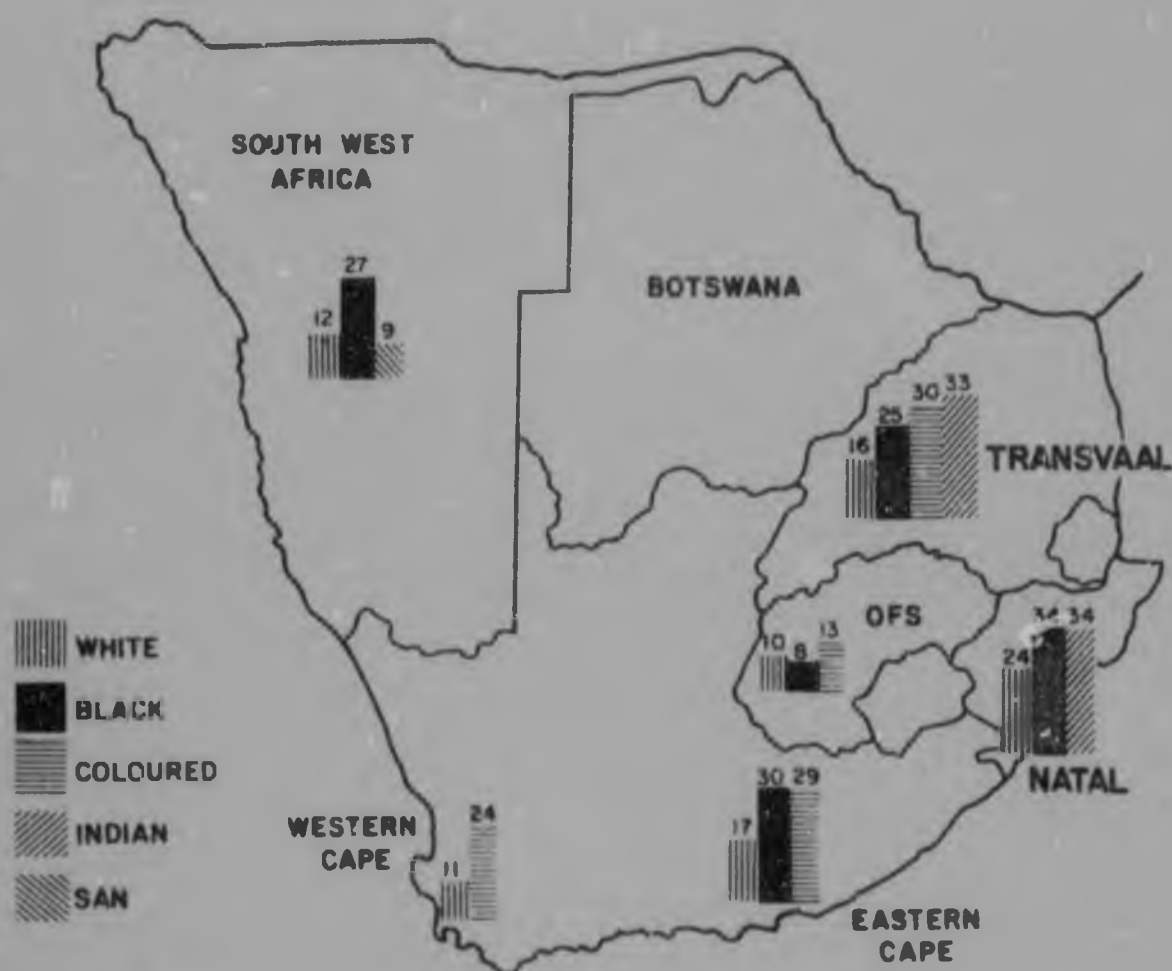 SOUTH WEST
AFRICA
12 27 9
BOTSWANA
16 25 30 33
TRANSVAAL
OFS
10 8 13
24 34 34
NATAL
WHITE
BLACK
COLOURED
INDIAN
SAN
WESTERN
CAPE
11 24
17 30 29
EASTERN
CAPE